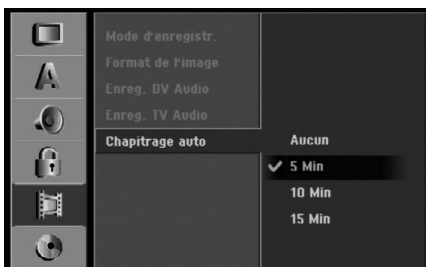 Mode d'enregistr.
Format de l'image
Enreg. DV Audio
Enreg. TV Audio
Chapitrage auto
Aucun
5 Min
10 Min
15 Min